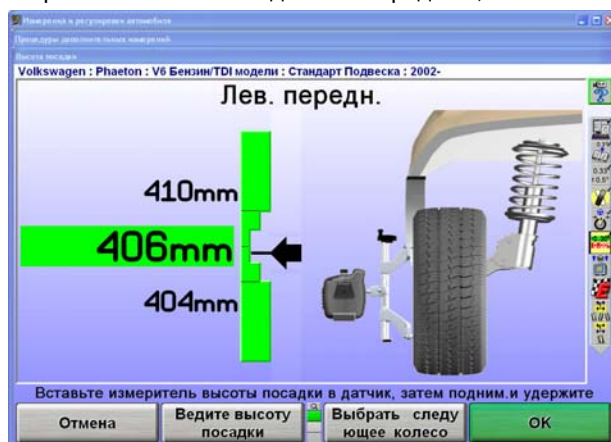 Измерения и регулировки автомобиля
Процедуры дополнительных измерений
Высота посадки
Volkswagen : Phaeton : V6 Бензин/TDI модели : Стандарт Подвеска : 2002-
Лев. передн.
410mm
406mm
404mm
Вставьте измеритель высоты посадки в датчик, затем подним.и удержите
Отмена
Ведите высоту
посадки
Выбрать следу
ющее колесо
OK